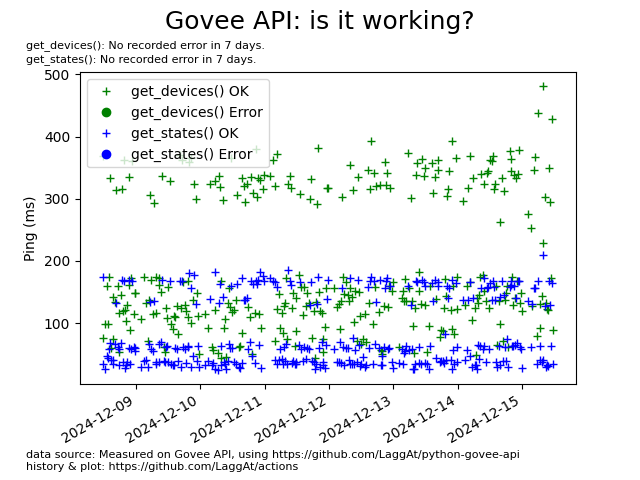 Govee API: is it working?
get_devices(): No recorded error in 7 days.
get_states(): No recorded error in 7 days.
500
400
300
200
100
Ping (ms)
get_devices() OK
get_devices() Error
get_states() OK
get_states() Error
2024-12-09
2024-12-10
2024-12-11
2024-12-12
2024-12-13
2024-12-14
2024-12-15
data source: Measured on Govee API, using https://github.com/LaggAt/python-govee-api
history & plot: https://github.com/LaggAt/actions